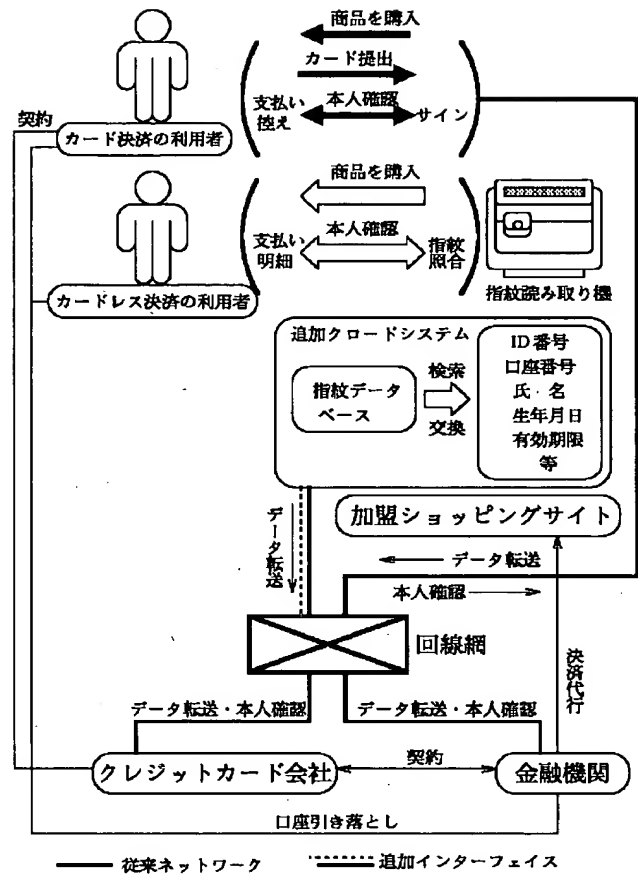 商品を購入
カード提出
本人確認
支払い
控え
サイン
契約
カード決済の利用者
商品を購入
本人確認
支払い
明細
指紋
照合
指紋読み取り機
カードレス決済の利用者
追加クロードシステム
指紋データ
ベース
検索
交換
ID番号
口座番号
氏・名
生年月日
有効期限
等
データ転送
加盟ショッピングサイト
データ転送
本人確認
回線網
決済代行
データ転送・本人確認
データ転送・本人確認
クレジットカード会社
契約
金融機関
口座引き落とし
従来ネットワーク
追加インターフェイス